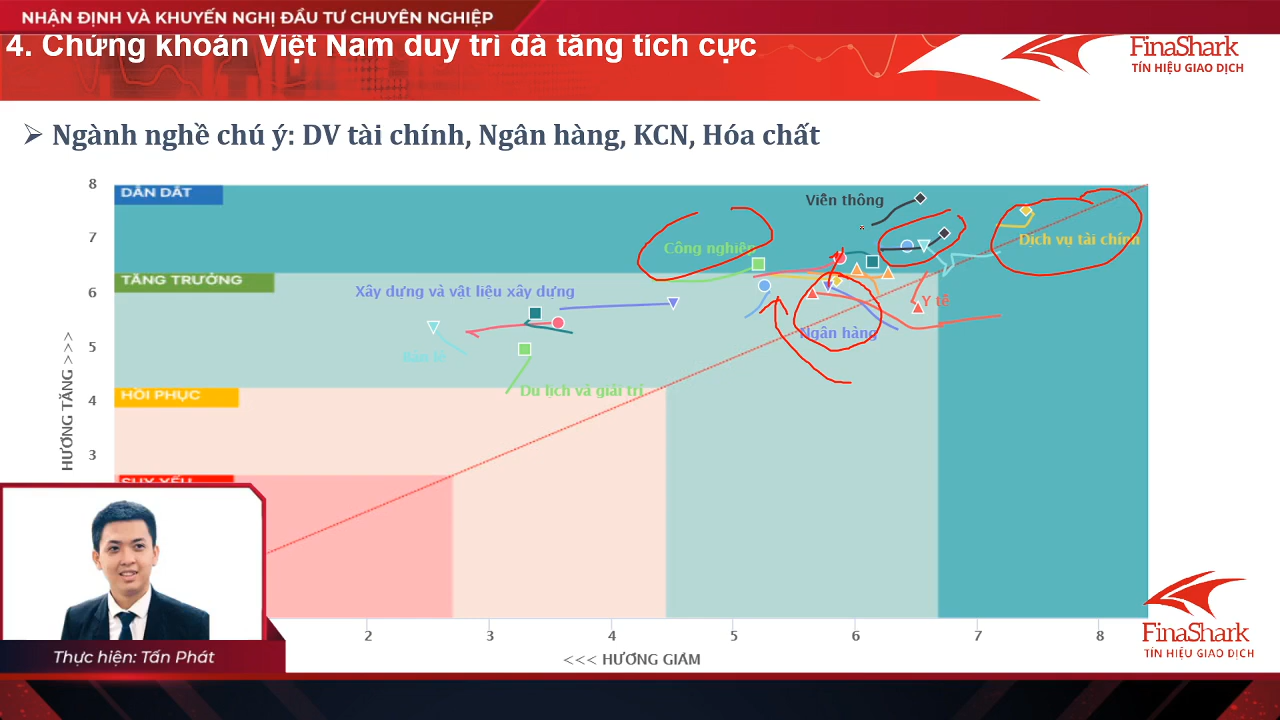 NHẬN ĐỊNH VÀ KHUYẾN NGHỊ ĐẦU TƯ CHUYÊN NGHIỆP
4. Chứng khoán Việt Nam duy trì đà tăng tích cực
FinaShark
TÍN HIỆU GIAO DỊCH
➢ Ngành nghề chú ý: DV tài chính, Ngân hàng, KCN, Hóa chất
8
DẪN DẮT
Viễn thông
7
Công nghiệp
Dịch vụ tài chính
TĂNG TRƯỞNG
6
Xây dựng và vật liệu xây dựng
Y tế
Ngân hàng
5
Bán lẻ
Du lịch và giải trí
4
HỒI PHỤC
3
HƯỚNG TĂNG >>>
SUY YẾU
2
3
4
5
6
7
8
<<< HƯỚNG GIẢM
Thực hiện: Tấn Phát
FinaShark
TÍN HIỆU GIAO DỊCH